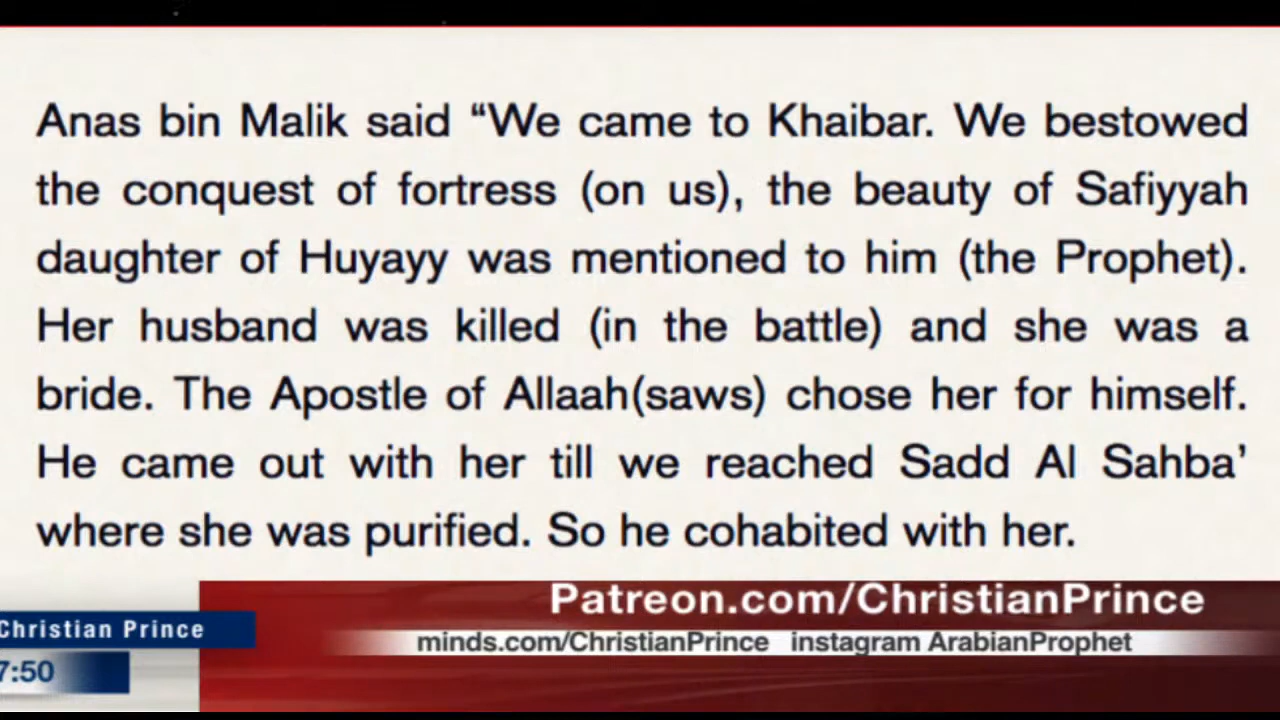 Anas bin Malik said “We came to Khaibar. We bestowed
the conquest of fortress (on us), the beauty of Safiyyah
daughter of Huyayy was mentioned to him (the Prophet).
Her husband was killed (in the battle) and she was a
bride. The Apostle of Allaah(saws) chose her for himself.
He came out with her till we reached Sadd Al Sahba’
where she was purified. So he cohabited with her.
Patreon.com/ChristianPrince
Christian Prince
minds.com/ChristianPrince instagram ArabianProphet
7:50